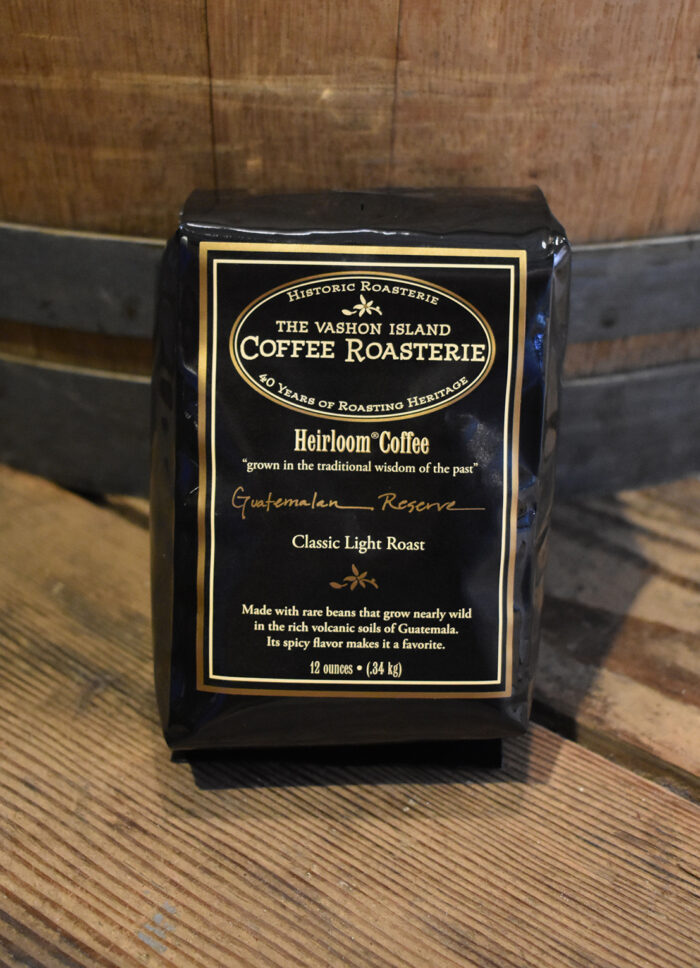 HISTORIC ROASTERIE
THE VASHON ISLAND
COFFEE ROASTERIE
40 YEARS OF ROASTING HERITAGE
Heirloom® Coffee
“grown in the traditional wisdom of the past”
Guatemalan Reserve
Classic Light Roast
Made with rare beans that grow nearly wild
in the rich volcanic soils of Guatemala.
Its spicy flavor makes it a favorite.
12 ounces • (.34 kg)